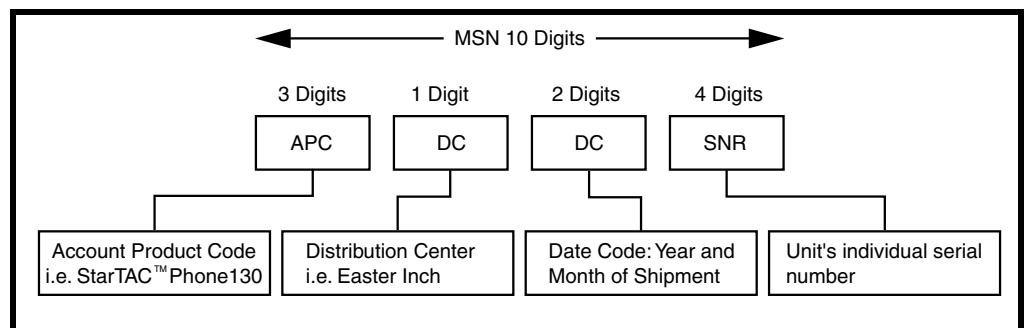 MSN 10 Digits
3 Digits 1 Digit 2 Digits 4 Digits
APC DC DC SNR
Account Product Code
i.e. StarTAC™Phone130
Distribution Center
i.e. Easter Inch
Date Code: Year and
Month of Shipment
Unit's individual serial
number